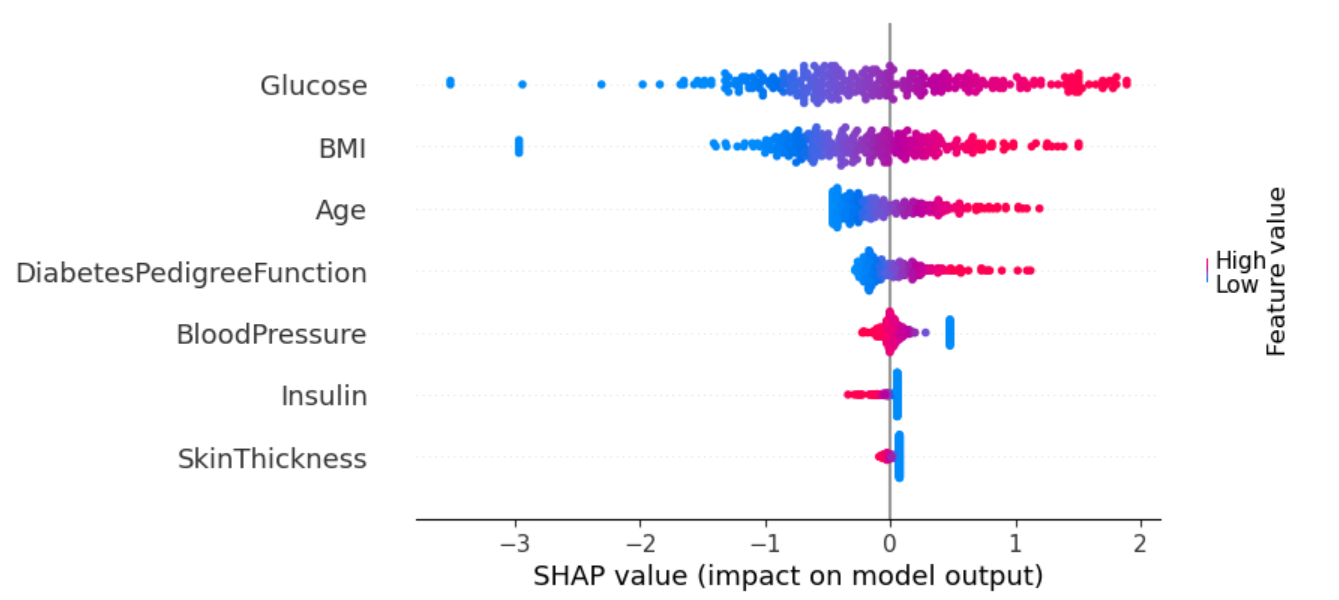 Glucose
BMI
Age
DiabetesPedigreeFunction
BloodPressure
Insulin
SkinThickness
−3 −2 −1 0 1 2
SHAP value (impact on model output)
High
Low
Feature value